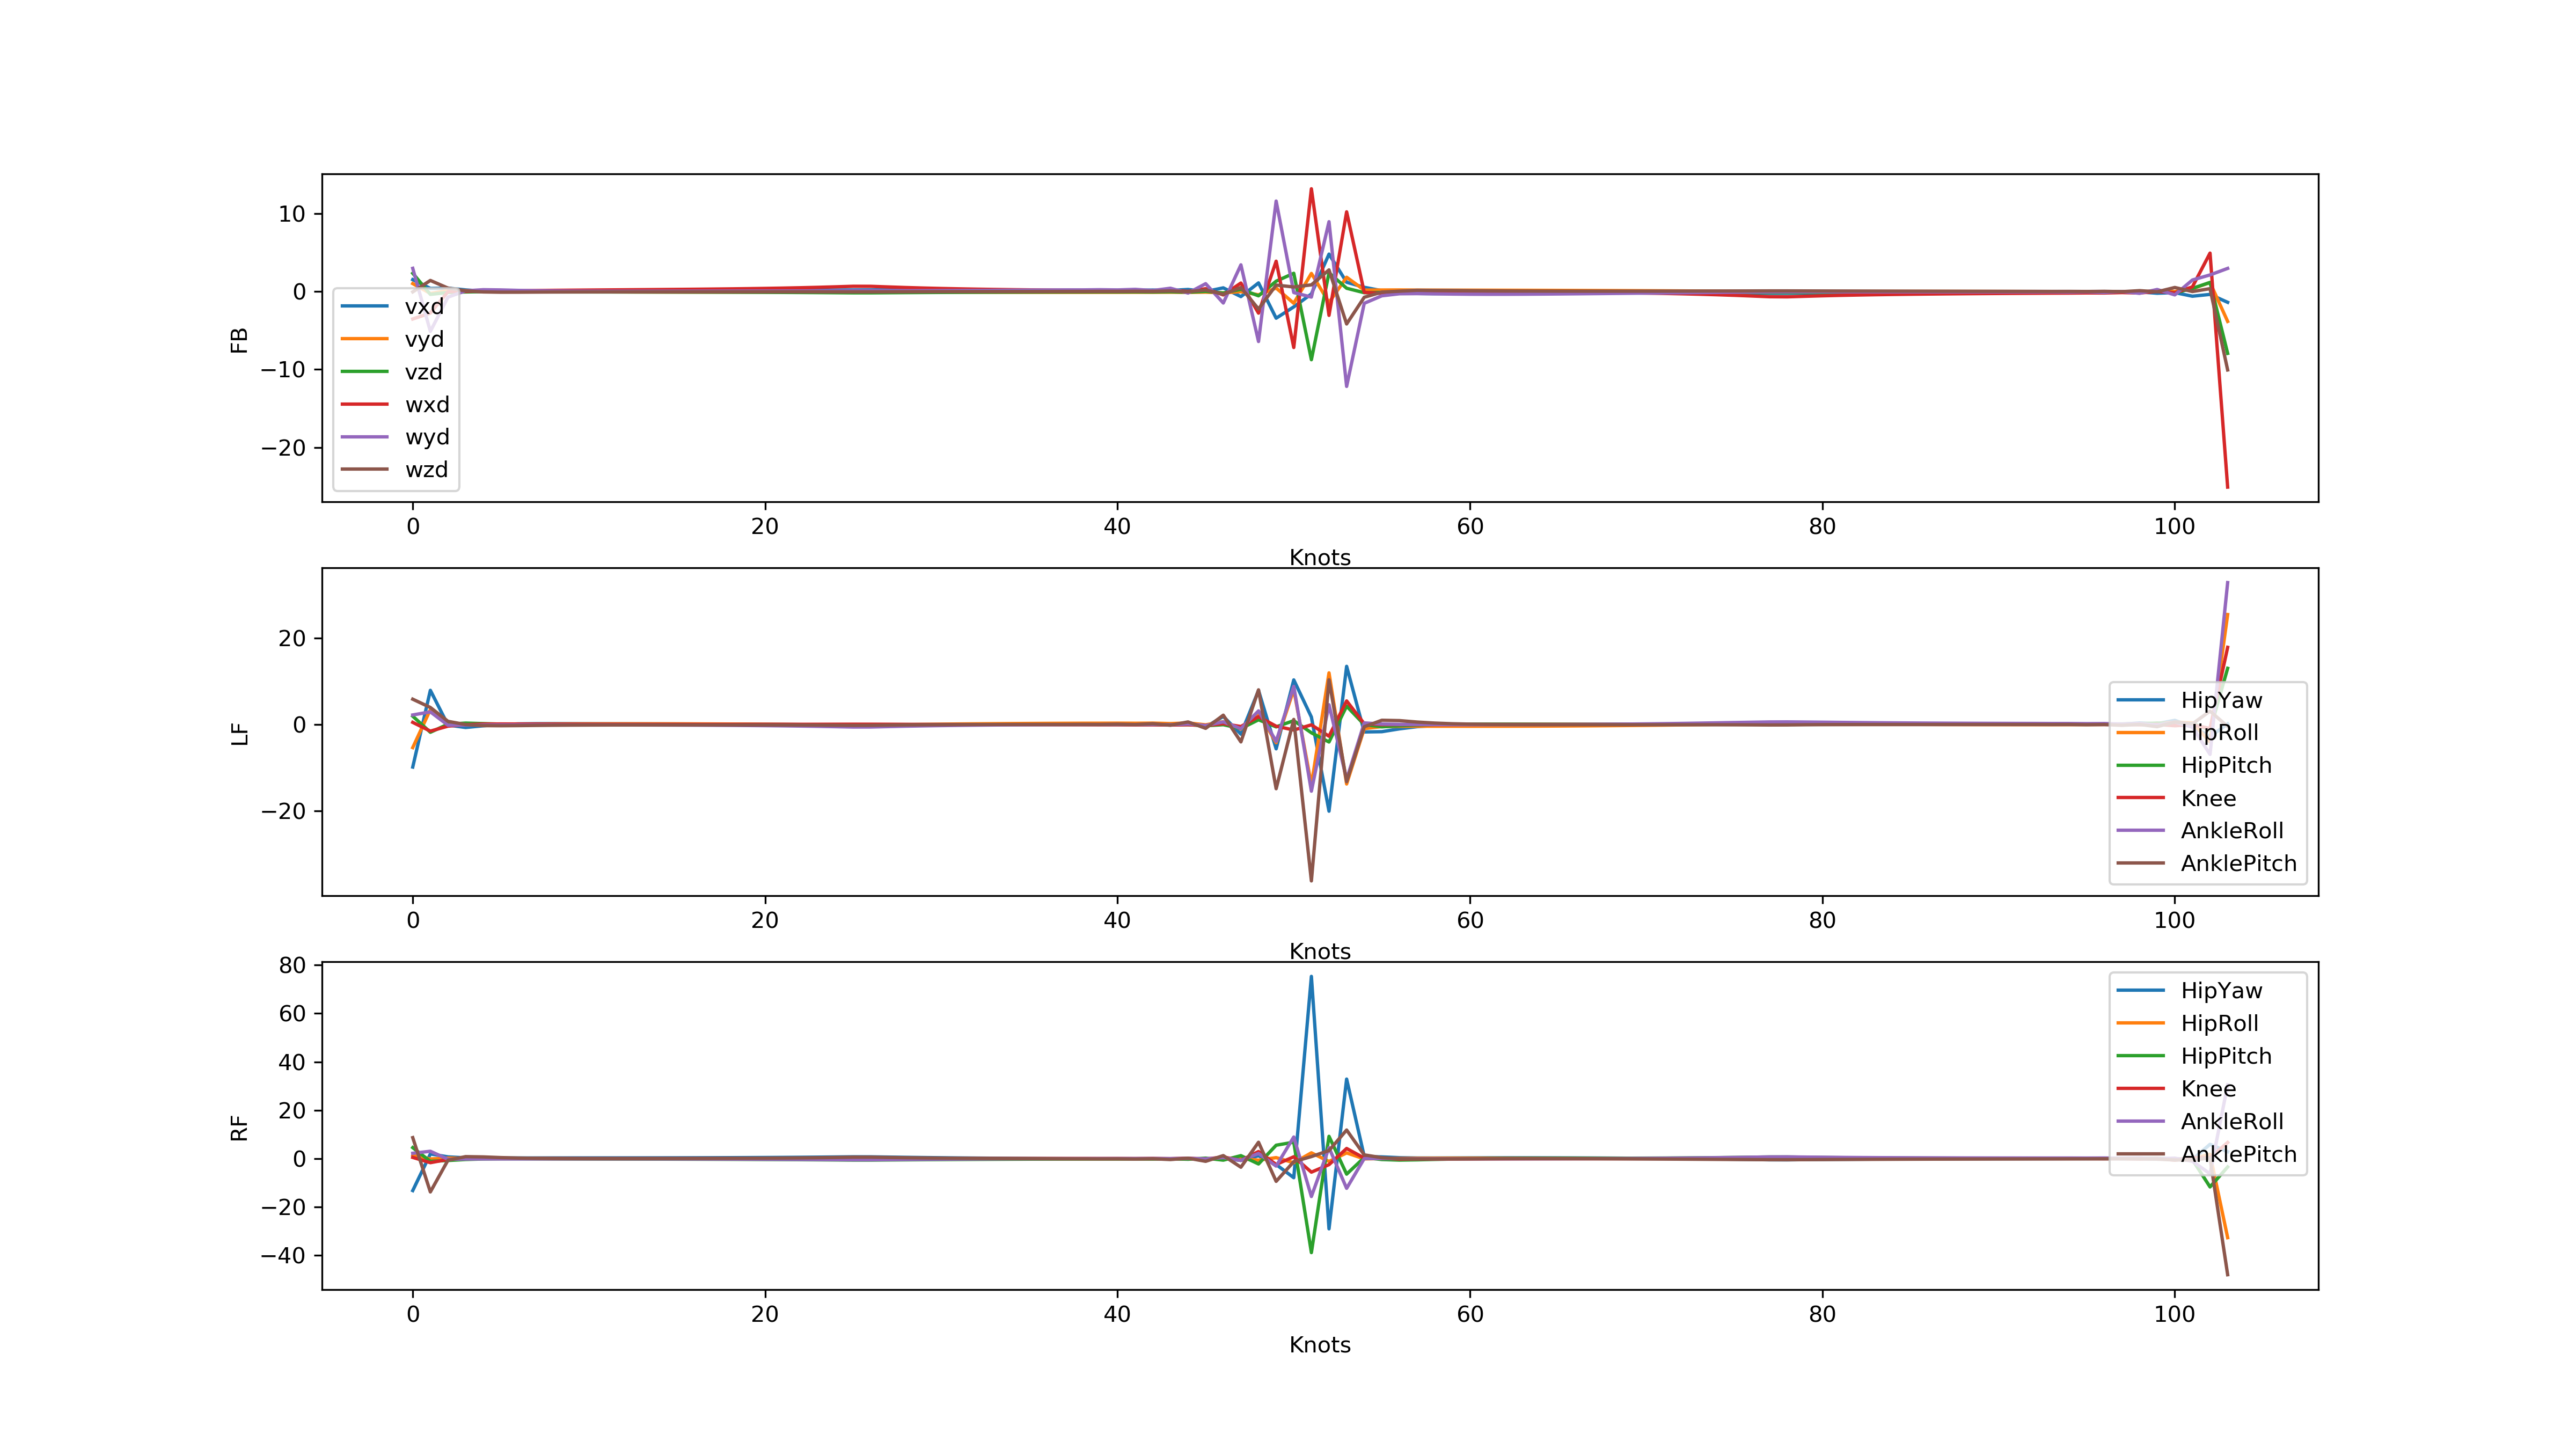 10
0
−10
−20
FB
vxd
vyd
vzd
wxd
wyd
wzd
0 20 40 60 80 100
Knots
20
0
−20
LF
HipYaw
HipRoll
HipPitch
Knee
AnkleRoll
AnklePitch
0 20 40 60 80 100
Knots
80
60
40
20
0
−20
−40
RF
HipYaw
HipRoll
HipPitch
Knee
AnkleRoll
AnklePitch
0 20 40 60 80 100
Knots